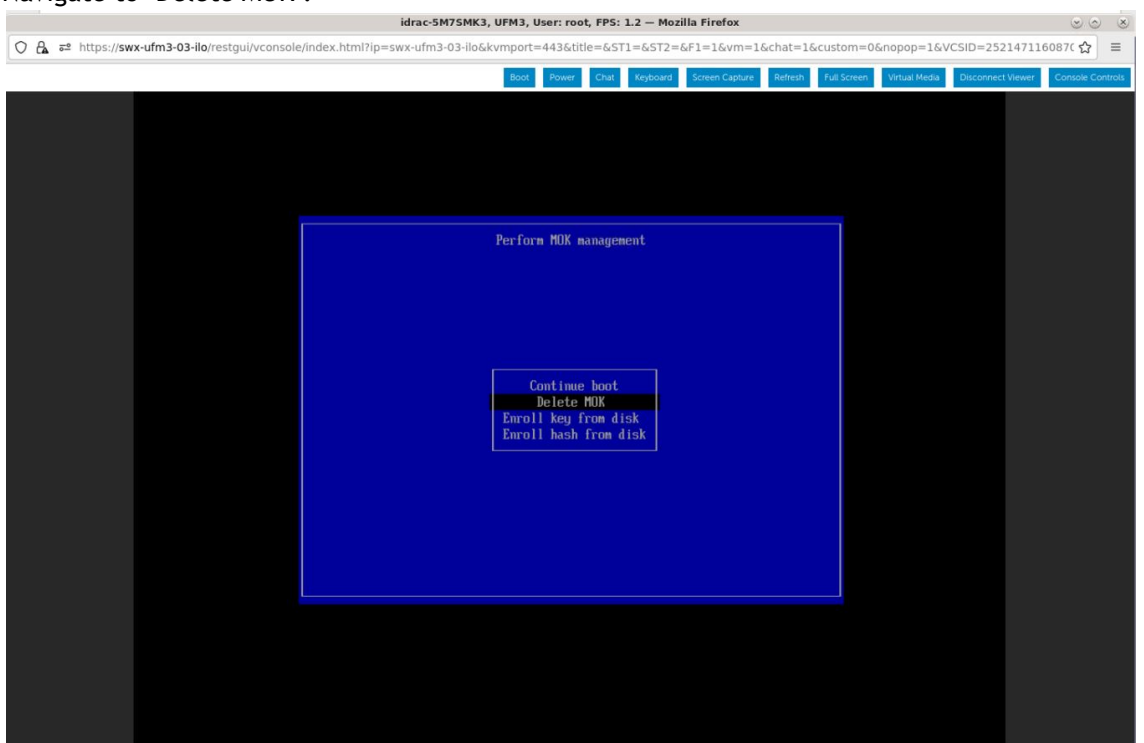 Navigate to "Delete MOK".
idrac-5M7SMK3, UFM3, User: root, FPS: 1.2 — Mozilla Firefox
https://swx-ufm3-03-ilo/restgui/vconsole/index.html?ip=swx-ufm3-03-ilo&kvmport=443&title=&ST1=&ST2=&F1=1&vm=1&chat=1&custom=0&nopop=1&VCSID=252147116087
Boot Power Chat Keyboard Screen Capture Refresh Full Screen Virtual Media Disconnect Viewer Console Controls
Perform MOK management
Continue boot
Delete MOK
Enroll key from disk
Enroll hash from disk